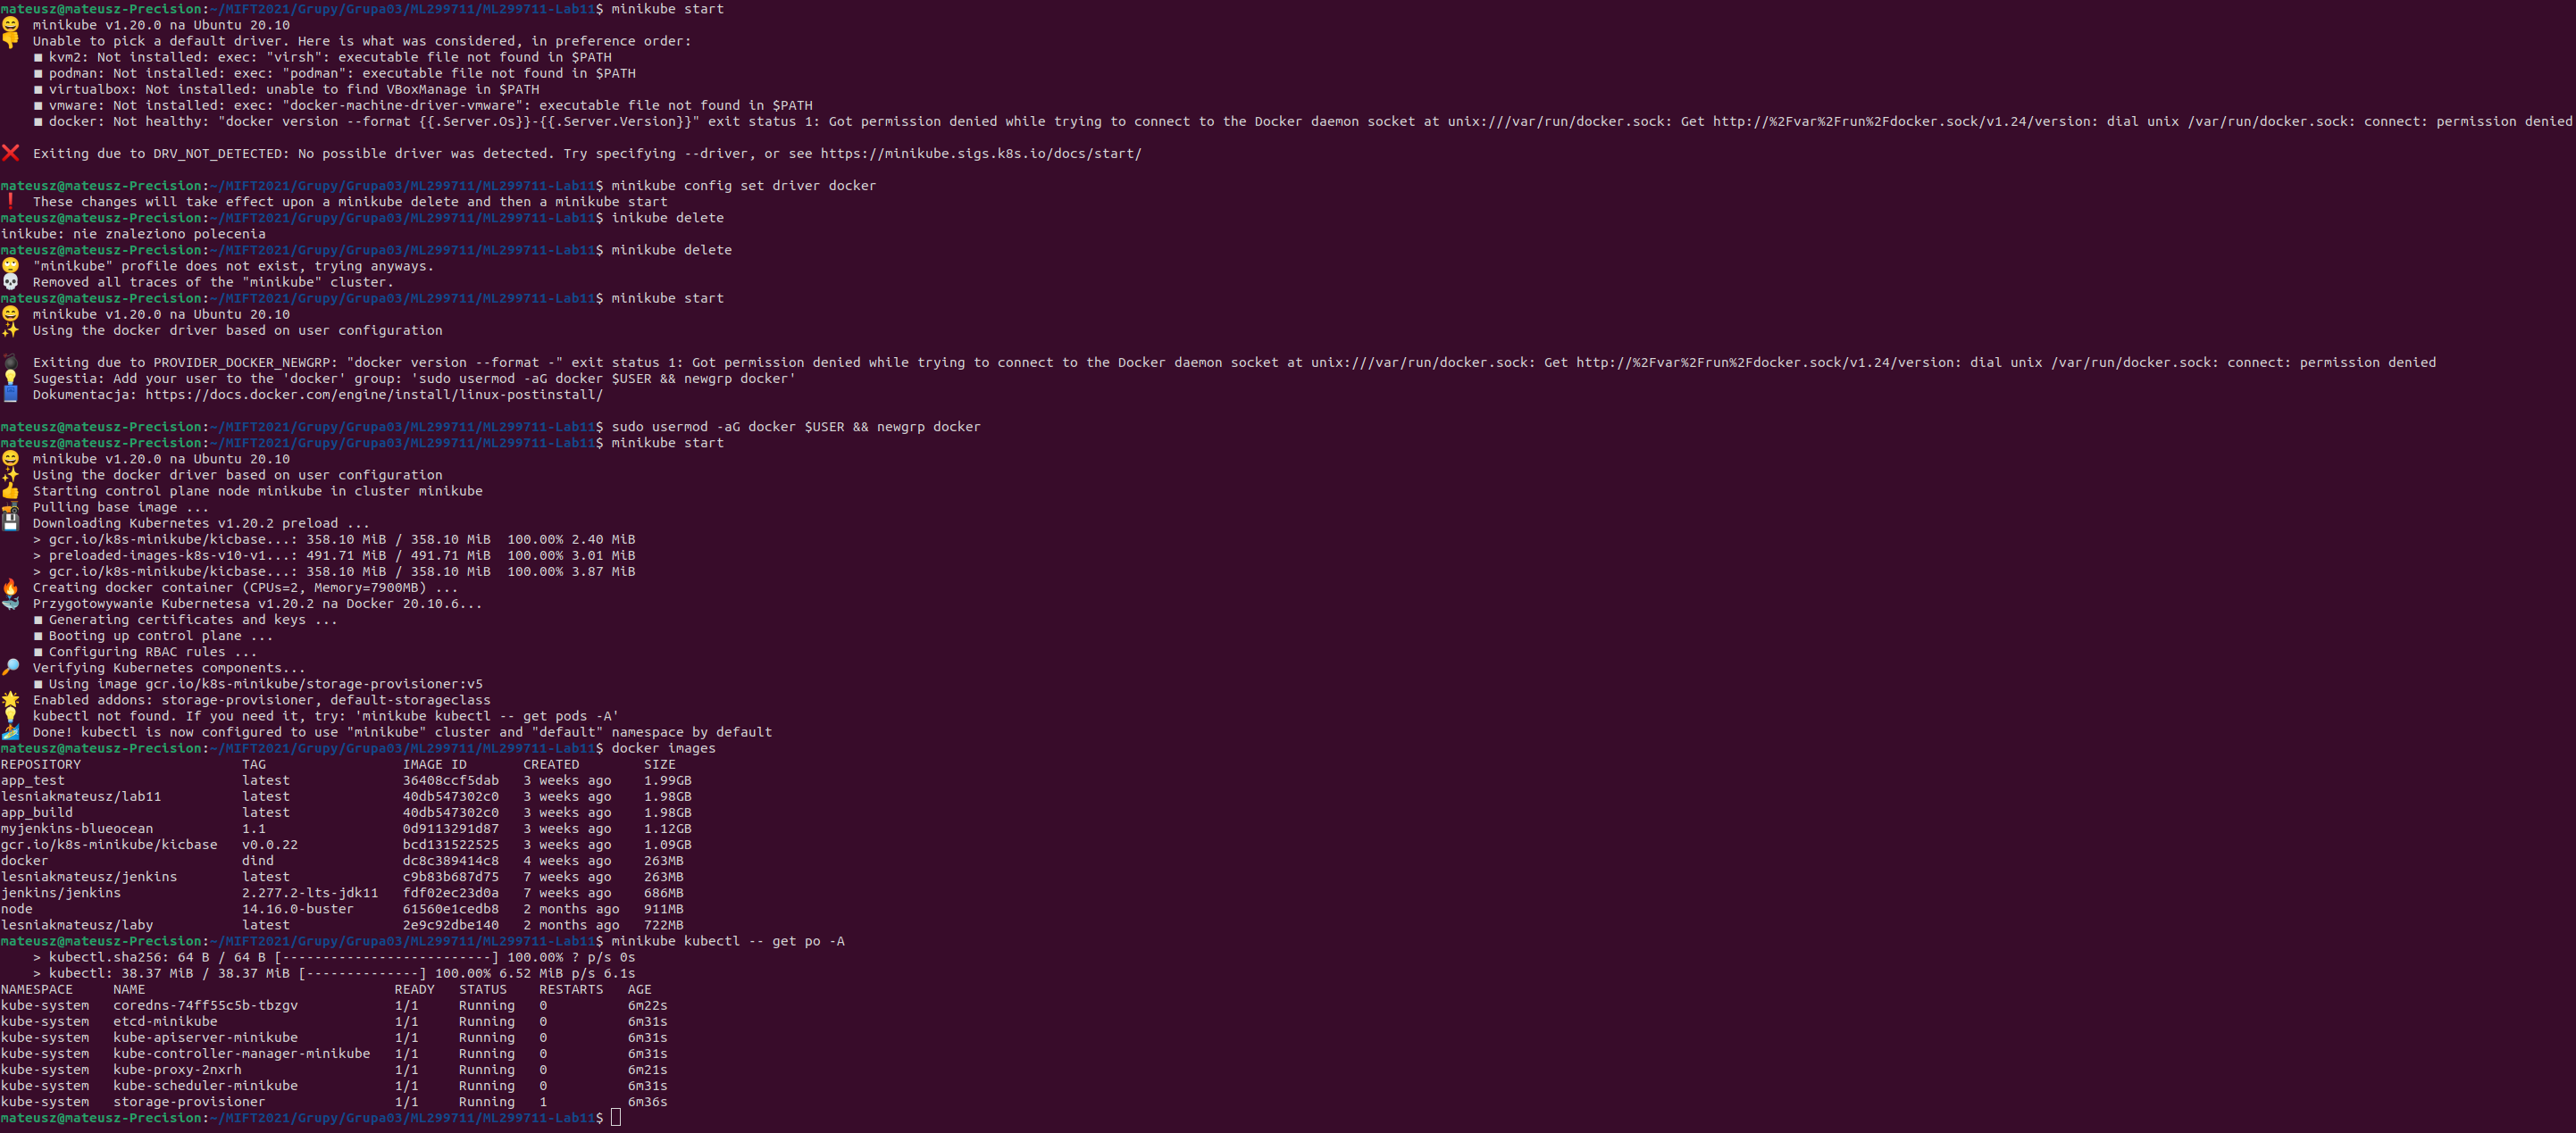 mateusz@mateusz-Precision:~/MIFT2021/Grupy/Grupa03/ML299711/ML299711-Lab11$ minikube start
😄  minikube v1.20.0 na Ubuntu 20.10
👎  Unable to pick a default driver. Here is what was considered, in preference order:
    ■ kvm2: Not installed: exec: "virsh": executable file not found in $PATH
    ■ podman: Not installed: exec: "podman": executable file not found in $PATH
    ■ virtualbox: Not installed: unable to find VBoxManage in $PATH
    ■ vmware: Not installed: exec: "docker-machine-driver-vmware": executable file not found in $PATH
    ■ docker: Not healthy: "docker version --format {{.Server.Os}}-{{.Server.Version}}" exit status 1: Got permission denied while trying to connect to the Docker daemon socket at unix:///var/run/docker.sock: Get http://%2Fvar%2Frun%2Fdocker.sock/v1.24/version: dial unix /var/run/docker.sock: connect: permission denied
❌  Exiting due to DRV_NOT_DETECTED: No possible driver was detected. Try specifying --driver, or see https://minikube.sigs.k8s.io/docs/start/
mateusz@mateusz-Precision:~/MIFT2021/Grupy/Grupa03/ML299711/ML299711-Lab11$ minikube config set driver docker
❗  These changes will take effect upon a minikube delete and then a minikube start
mateusz@mateusz-Precision:~/MIFT2021/Grupy/Grupa03/ML299711/ML299711-Lab11$ inikube delete
inikube: nie znaleziono polecenia
mateusz@mateusz-Precision:~/MIFT2021/Grupy/Grupa03/ML299711/ML299711-Lab11$ minikube delete
🙄  "minikube" profile does not exist, trying anyways.
💀  Removed all traces of the "minikube" cluster.
mateusz@mateusz-Precision:~/MIFT2021/Grupy/Grupa03/ML299711/ML299711-Lab11$ minikube start
😄  minikube v1.20.0 na Ubuntu 20.10
✨  Using the docker driver based on user configuration
💣  Exiting due to PROVIDER_DOCKER_NEWGRP: "docker version --format -" exit status 1: Got permission denied while trying to connect to the Docker daemon socket at unix:///var/run/docker.sock: Get http://%2Fvar%2Frun%2Fdocker.sock/v1.24/version: dial unix /var/run/docker.sock: connect: permission denied
💡  Sugestia: Add your user to the 'docker' group: 'sudo usermod -aG docker $USER && newgrp docker'
📘  Dokumentacja: https://docs.docker.com/engine/install/linux-postinstall/
mateusz@mateusz-Precision:~/MIFT2021/Grupy/Grupa03/ML299711/ML299711-Lab11$ sudo usermod -aG docker $USER && newgrp docker
mateusz@mateusz-Precision:~/MIFT2021/Grupy/Grupa03/ML299711/ML299711-Lab11$ minikube start
😄  minikube v1.20.0 na Ubuntu 20.10
✨  Using the docker driver based on user configuration
👍  Starting control plane node minikube in cluster minikube
🚜  Pulling base image ...
💾  Downloading Kubernetes v1.20.2 preload ...
    > gcr.io/k8s-minikube/kicbase...: 358.10 MiB / 358.10 MiB  100.00% 2.40 MiB
    > preloaded-images-k8s-v10-v1...: 491.71 MiB / 491.71 MiB  100.00% 3.01 MiB
    > gcr.io/k8s-minikube/kicbase...: 358.10 MiB / 358.10 MiB  100.00% 3.87 MiB
🔥  Creating docker container (CPUs=2, Memory=7900MB) ...
🐳  Przygotowywanie Kubernetesa v1.20.2 na Docker 20.10.6...
    ■ Generating certificates and keys ...
    ■ Booting up control plane ...
    ■ Configuring RBAC rules ...
🔎  Verifying Kubernetes components...
    ■ Using image gcr.io/k8s-minikube/storage-provisioner:v5
🌟  Enabled addons: storage-provisioner, default-storageclass
💡  kubectl not found. If you need it, try: 'minikube kubectl -- get pods -A'
🏄  Done! kubectl is now configured to use "minikube" cluster and "default" namespace by default
mateusz@mateusz-Precision:~/MIFT2021/Grupy/Grupa03/ML299711/ML299711-Lab11$ docker images
REPOSITORY                    TAG                 IMAGE ID       CREATED        SIZE
app_test                      latest              36408ccf5dab   3 weeks ago    1.99GB
lesniakmateusz/lab11          latest              40db547302c0   3 weeks ago    1.98GB
app_build                     latest              40db547302c0   3 weeks ago    1.98GB
myjenkins-blueocean           1.1                 0d9113291d87   3 weeks ago    1.12GB
gcr.io/k8s-minikube/kicbase   v0.0.22             bcd131522525   3 weeks ago    1.09GB
docker                        dind                dc8c389414c8   4 weeks ago    263MB
lesniakmateusz/jenkins        latest              c9b83b687d75   7 weeks ago    263MB
jenkins/jenkins               2.277.2-lts-jdk11   fdf02ec23d0a   7 weeks ago    686MB
node                          14.16.0-buster      61560e1cedb8   2 months ago   911MB
lesniakmateusz/laby           latest              2e9c92dbe140   2 months ago   722MB
mateusz@mateusz-Precision:~/MIFT2021/Grupy/Grupa03/ML299711/ML299711-Lab11$ minikube kubectl -- get po -A
    > kubectl.sha256: 64 B / 64 B [--------------------------] 100.00% ? p/s 0s
    > kubectl: 38.37 MiB / 38.37 MiB [--------------] 100.00% 6.52 MiB p/s 6.1s
NAMESPACE     NAME                               READY   STATUS    RESTARTS   AGE
kube-system   coredns-74ff55c5b-tbzgv            1/1     Running   0          6m22s
kube-system   etcd-minikube                      1/1     Running   0          6m31s
kube-system   kube-apiserver-minikube            1/1     Running   0          6m31s
kube-system   kube-controller-manager-minikube   1/1     Running   0          6m31s
kube-system   kube-proxy-2nxrh                   1/1     Running   0          6m21s
kube-system   kube-scheduler-minikube            1/1     Running   0          6m31s
kube-system   storage-provisioner                1/1     Running   1          6m36s
mateusz@mateusz-Precision:~/MIFT2021/Grupy/Grupa03/ML299711/ML299711-Lab11$